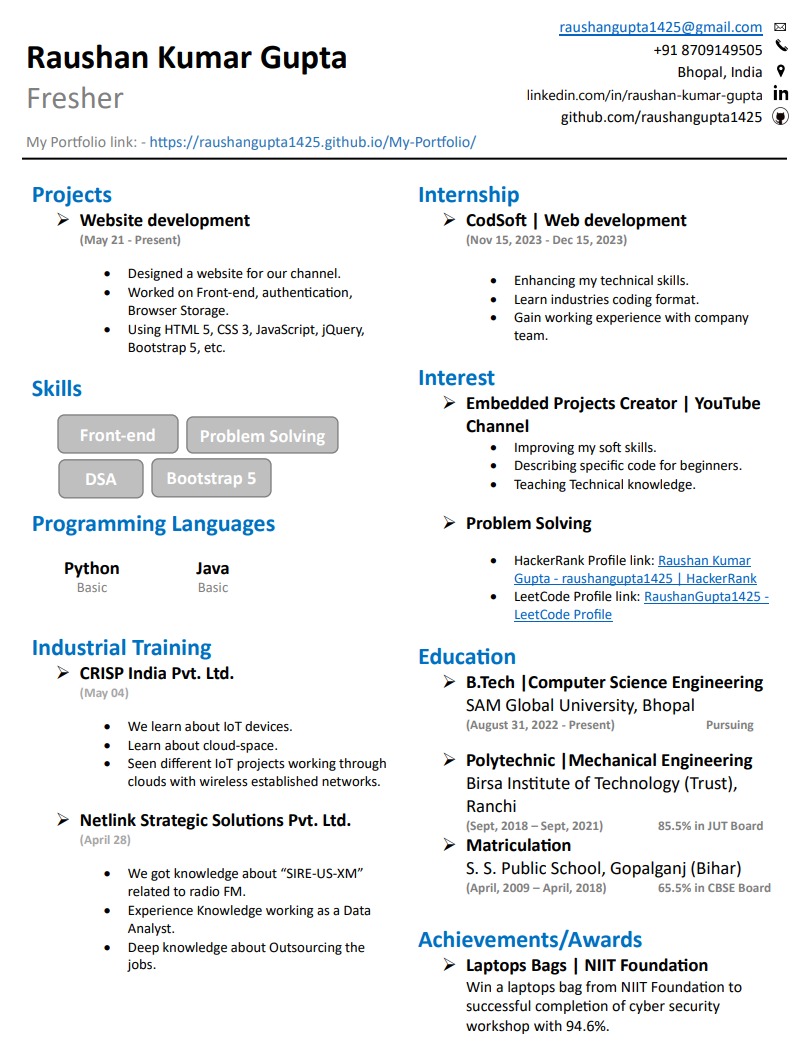 raushangupta1425@gmail.com
+91 8709149505
Bhopal, India
linkedin.com/in/raushan-kumar-gupta
github.com/raushangupta1425
Raushan Kumar Gupta
Fresher
My Portfolio link: - https://raushangupta1425.github.io/My-Portfolio/
Projects
➢ Website development
(May 21 - Present)
• Designed a website for our channel.
• Worked on Front-end, authentication,
Browser Storage.
• Using HTML 5, CSS 3, JavaScript, jQuery,
Bootstrap 5, etc.
Skills
Front-end
Problem Solving
DSA
Bootstrap 5
Programming Languages
Python Java
Basic Basic
Industrial Training
➢ CRISP India Pvt. Ltd.
(May 04)
• We learn about IoT devices.
• Learn about cloud-space.
• Seen different IoT projects working through
clouds with wireless established networks.
➢ Netlink Strategic Solutions Pvt. Ltd.
(April 28)
• We got knowledge about “SIRE-US-XM”
related to radio FM.
• Experience Knowledge working as a Data
Analyst.
• Deep knowledge about Outsourcing the
jobs.
Internship
➢ CodSoft | Web development
(Nov 15, 2023 - Dec 15, 2023)
• Enhancing my technical skills.
• Learn industries coding format.
• Gain working experience with company
team.
Interest
➢ Embedded Projects Creator | YouTube
Channel
• Improving my soft skills.
• Describing specific code for beginners.
• Teaching Technical knowledge.
➢ Problem Solving
• HackerRank Profile link: Raushan Kumar
Gupta - raushangupta1425 | HackerRank
• LeetCode Profile link: RaushanGupta1425 -
LeetCode Profile
Education
➢ B.Tech |Computer Science Engineering
SAM Global University, Bhopal
(August 31, 2022 - Present) Pursuing
➢ Polytechnic |Mechanical Engineering
Birsa Institute of Technology (Trust),
Ranchi
(Sept, 2018 – Sept, 2021) 85.5% in JUT Board
➢ Matriculation
S. S. Public School, Gopalganj (Bihar)
(April, 2009 – April, 2018) 65.5% in CBSE Board
Achievements/Awards
➢ Laptops Bags | NIIT Foundation
Win a laptops bag from NIIT Foundation to
successful completion of cyber security
workshop with 94.6%.